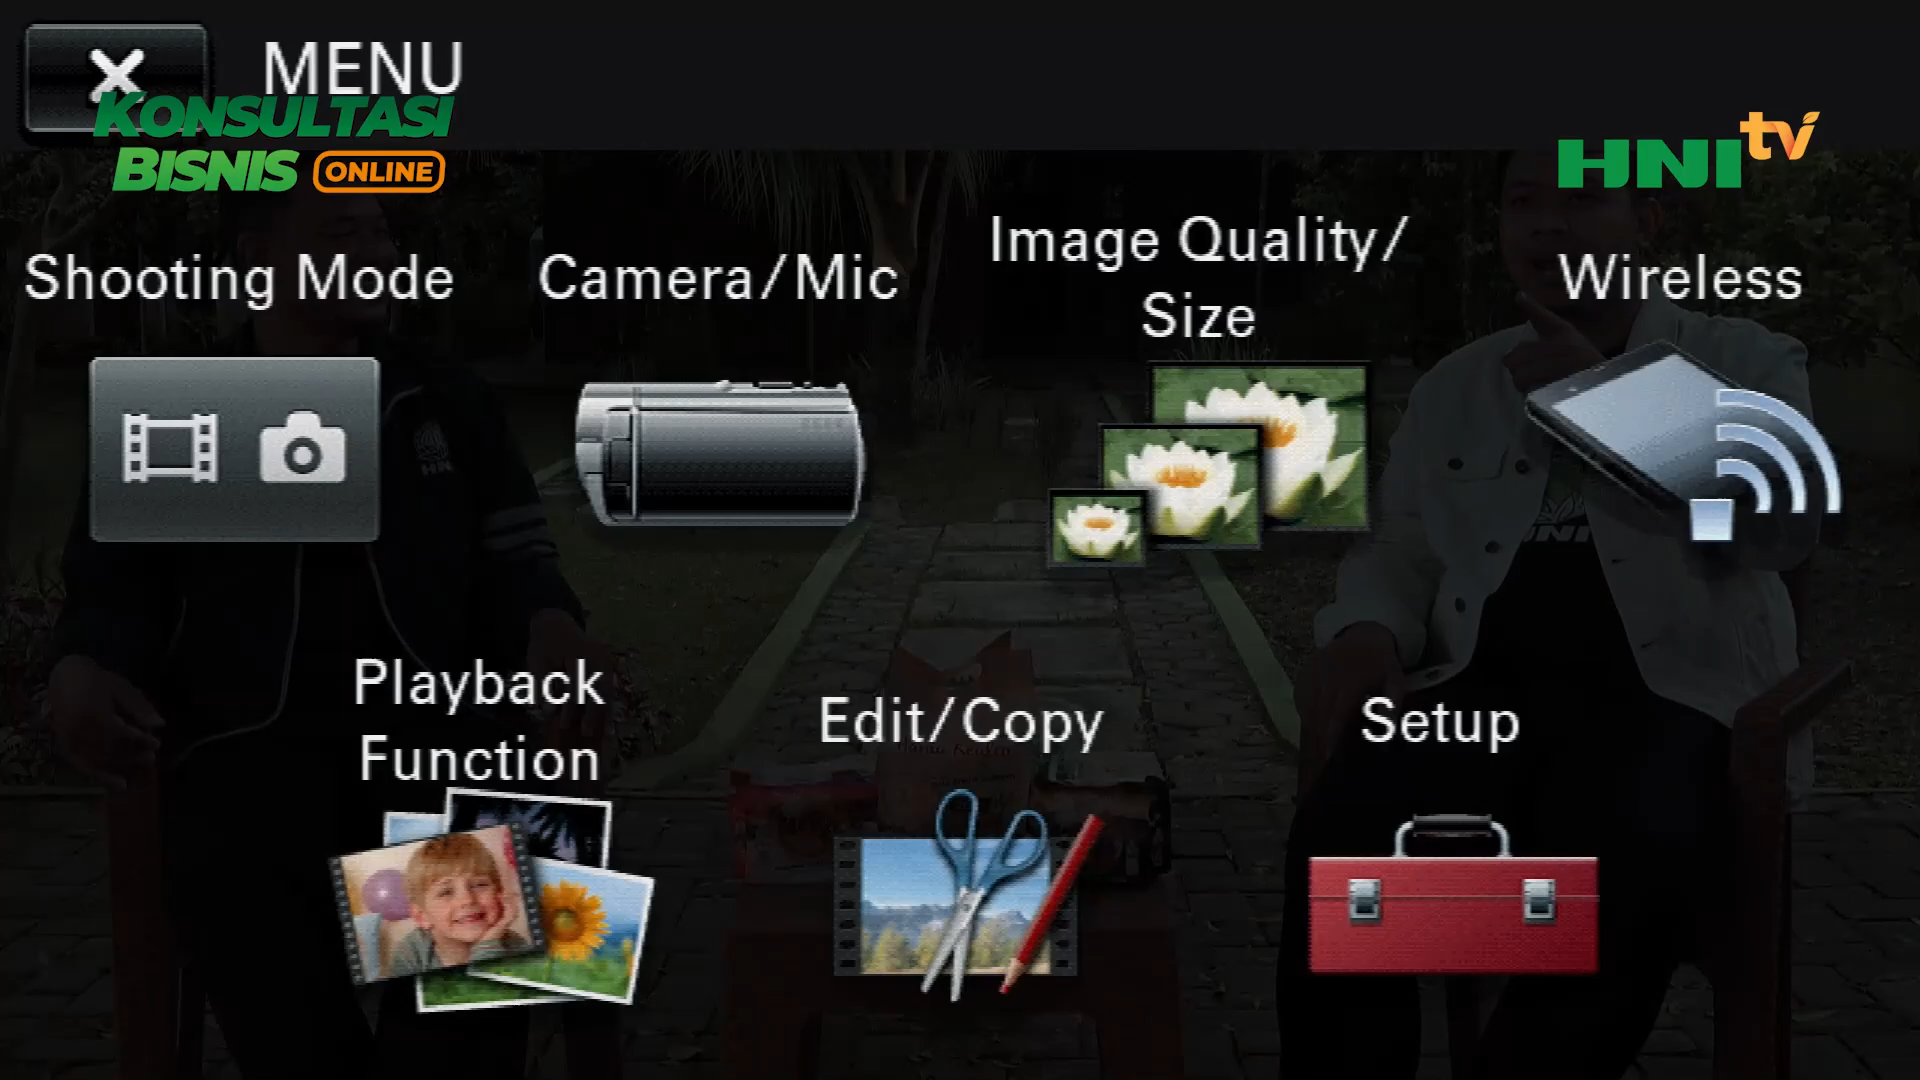 MENU
KONSULTASI
BISNIS ONLINE
HNI tv
Shooting Mode
Camera/Mic
Image Quality/
Size
Wireless
Playback
Function
Edit/Copy
Setup